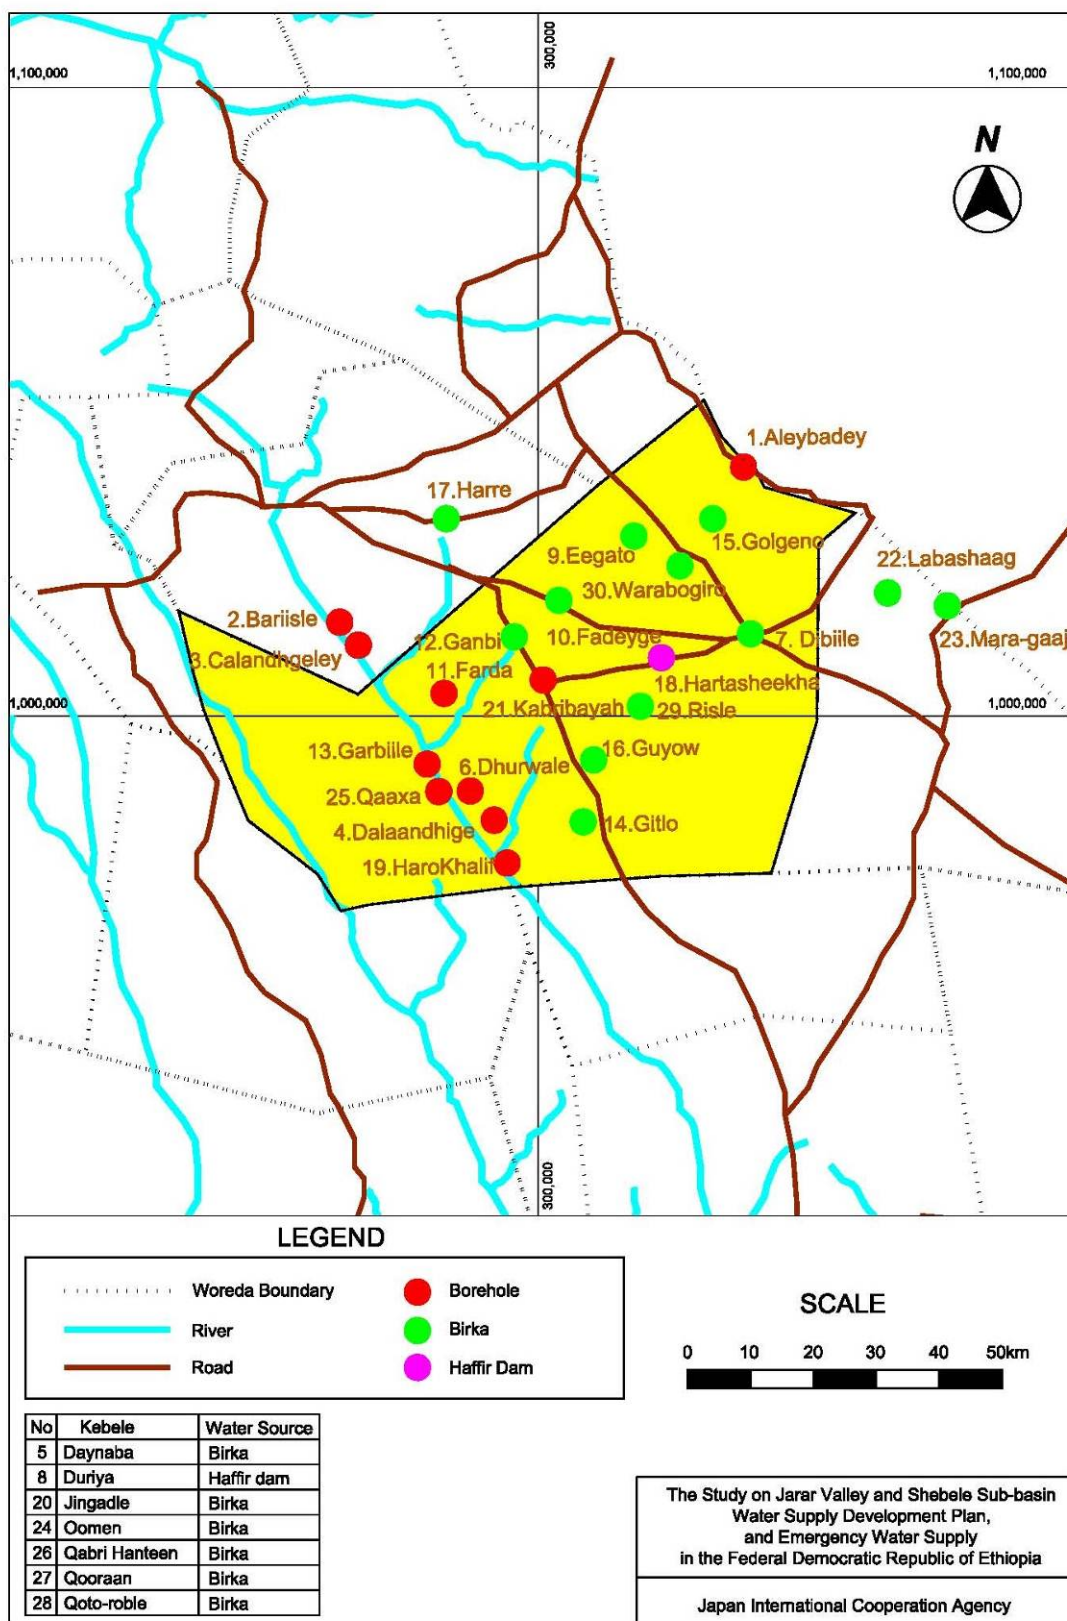 300,000
1,100,000
1,100,000
N
1.Aleybadey
17.Harre
15.Golgeno
9.Eegato
22.Labashaag
30.Warabogiro
2.Bariisle
12.Ganbi
10.Fadeyge
7. Dibiile
23.Mara-gaaj
3.Calandhgeley
11.Farda
18.Hartasheekha
1,000,000
21.Kabribayah
29.Risle
1,000,000
13.Garbiile
16.Guyow
6.Dhurwale
25.Qaaxa
4.Dalaandhige
14.Gitlo
19.HaroKhalif
300,000
LEGEND
Woreda Boundary
Borehole
River
Birka
Road
Haffir Dam
SCALE
0 10 20 30 40 50km
No Kebele Water Source
5 Daynaba Birka
8 Duriya Haffir dam
20 Jingadle Birka
24 Oomen Birka
26 Qabri Hanteen Birka
27 Qooraan Birka
28 Qoto-roble Birka
The Study on Jarar Valley and Shebele Sub-basin
Water Supply Development Plan,
and Emergency Water Supply
in the Federal Democratic Republic of Ethiopia
Japan International Cooperation Agency